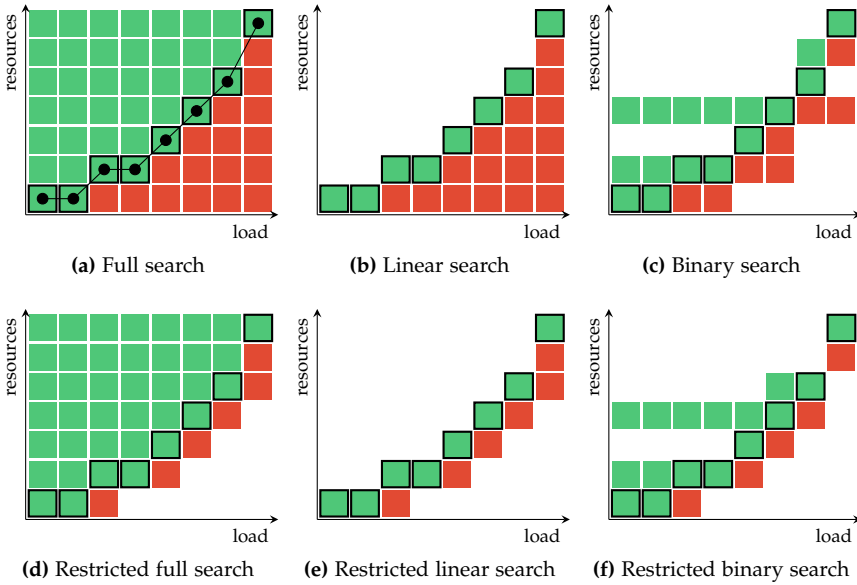 resources
load
(a) Full search
resources
load
(b) Linear search
resources
load
(c) Binary search
resources
load
(d) Restricted full search
resources
load
(e) Restricted linear search
resources
load
(f) Restricted binary search